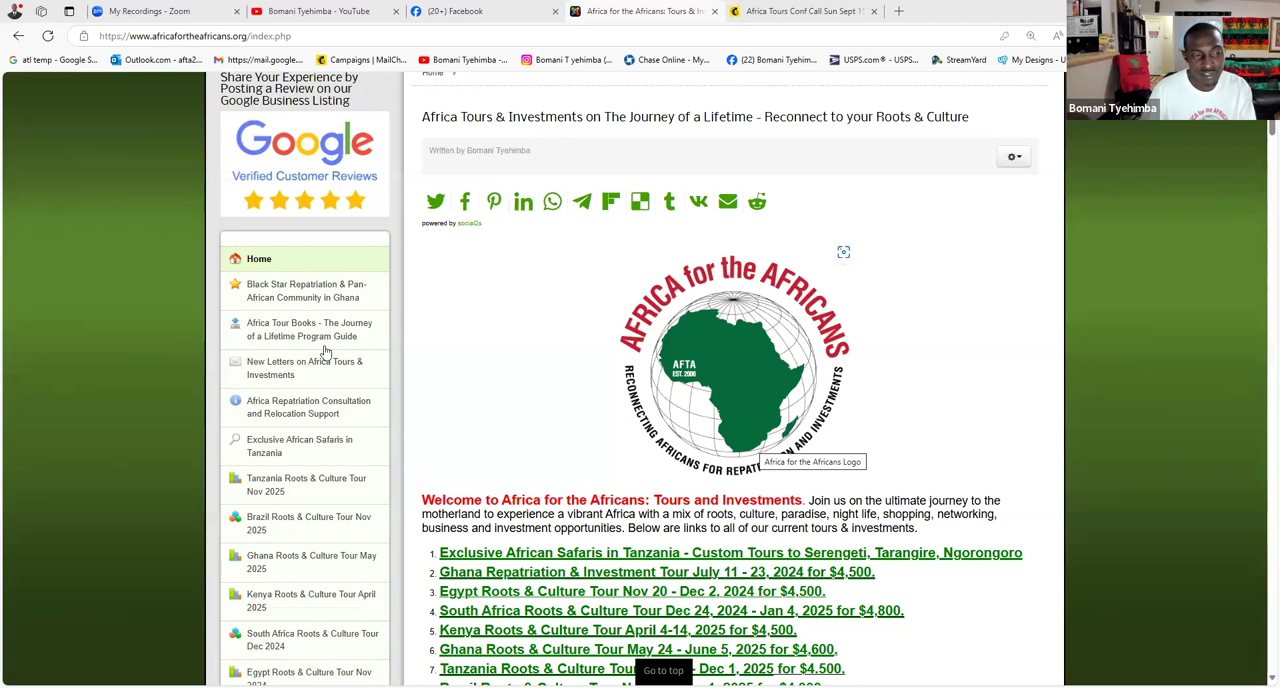 My Recordings - Zoom
Bomani Tyehimba - YouTube
(20+) Facebook
Africa for the Africans: Tours & In
Africa Tours Conf Call Sun Sept 1
https://www.africafortheafricans.org/index.php
atl temp - Google S...
Outlook.com - afta2...
https://mail.google....
Campaigns | MailCh...
Bomani Tyehimba -...
Bomani T yehimba (...
Chase Online - My...
(22) Bomani Tyehim...
USPS.com® - USPS...
StreamYard
My Designs -
Bomani Tyehimba
Share Your Experience by
Posting a Review on our
Google Business Listing
Google
Verified Customer Reviews
Home
Black Star Repatriation & Pan-
African Community in Ghana
Africa Tour Books - The Journey
of a Lifetime Program Guide
New Letters on Africa Tours &
Investments
Africa Repatriation Consultation
and Relocation Support
Exclusive African Safaris in
Tanzania
Tanzania Roots & Culture Tour
Nov 2025
Brazil Roots & Culture Tour Nov
2025
Ghana Roots & Culture Tour May
2025
Kenya Roots & Culture Tour April
2025
South Africa Roots & Culture Tour
Dec 2024
Egypt Roots & Culture Tour Nov
Home
Africa Tours & Investments on The Journey of a Lifetime - Reconnect to your Roots & Culture
Written by Bomani Tyehimba
powered by social2s
AFRICA for the AFRICANS
AFTA
EST. 2006
RECONNECTING AFRICANS FOR REPAT AND INVESTMENTS
Africa for the Africans Logo
Welcome to Africa for the Africans: Tours and Investments. Join us on the ultimate journey to the
motherland to experience a vibrant Africa with a mix of roots, culture, paradise, night life, shopping, networking,
business and investment opportunities. Below are links to all of our current tours & investments.
1. Exclusive African Safaris in Tanzania - Custom Tours to Serengeti, Tarangire, Ngorongoro
2. Ghana Repatriation & Investment Tour July 11 - 23, 2024 for $4,500.
3. Egypt Roots & Culture Tour Nov 20 - Dec 2, 2024 for $4,500.
4. South Africa Roots & Culture Tour Dec 24, 2024 - Jan 4, 2025 for $4,800.
5. Kenya Roots & Culture Tour April 4-14, 2025 for $4,500.
6. Ghana Roots & Culture Tour May 24 - June 5, 2025 for $4,600.
7. Tanzania Roots & Culture Tou - Dec 1, 2025 for $4,500.
Go to top